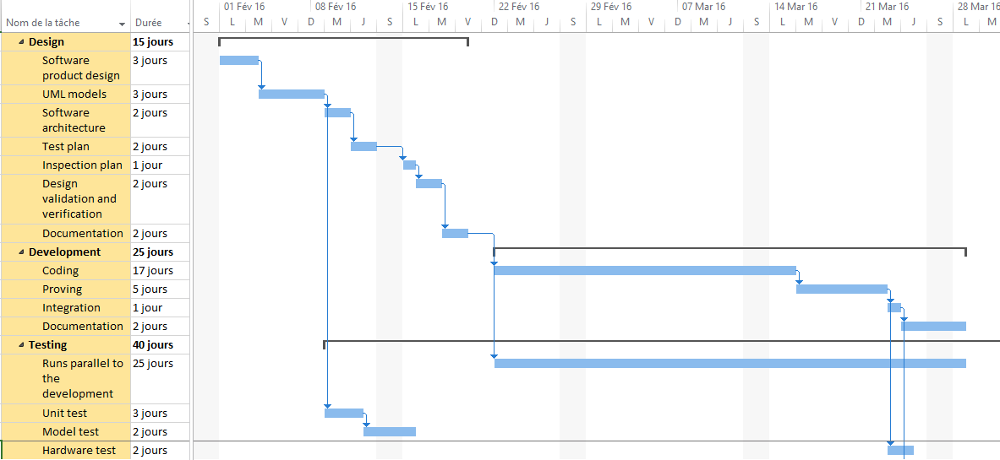 01 Fév 16 08 Fév 16 15 Fév 16 22 Fév 16 29 Fév 16 07 Mar 16 14 Mar 16 21 Mar 16 28 Mar 16
Nom de la tâche Durée S L M V D M J S L M V D M J S L M V D M J S L M
Design 15 jours
Software 3 jours
product design
UML models 3 jours
Software 2 jours
architecture
Test plan 2 jours
Inspection plan 1 jour
Design 2 jours
validation and
verification
Documentation 2 jours
Development 25 jours
Coding 17 jours
Proving 5 jours
Integration 1 jour
Documentation 2 jours
Testing 40 jours
Runs parallel to 25 jours
the
development
Unit test 3 jours
Model test 2 jours
Hardware test 2 jours